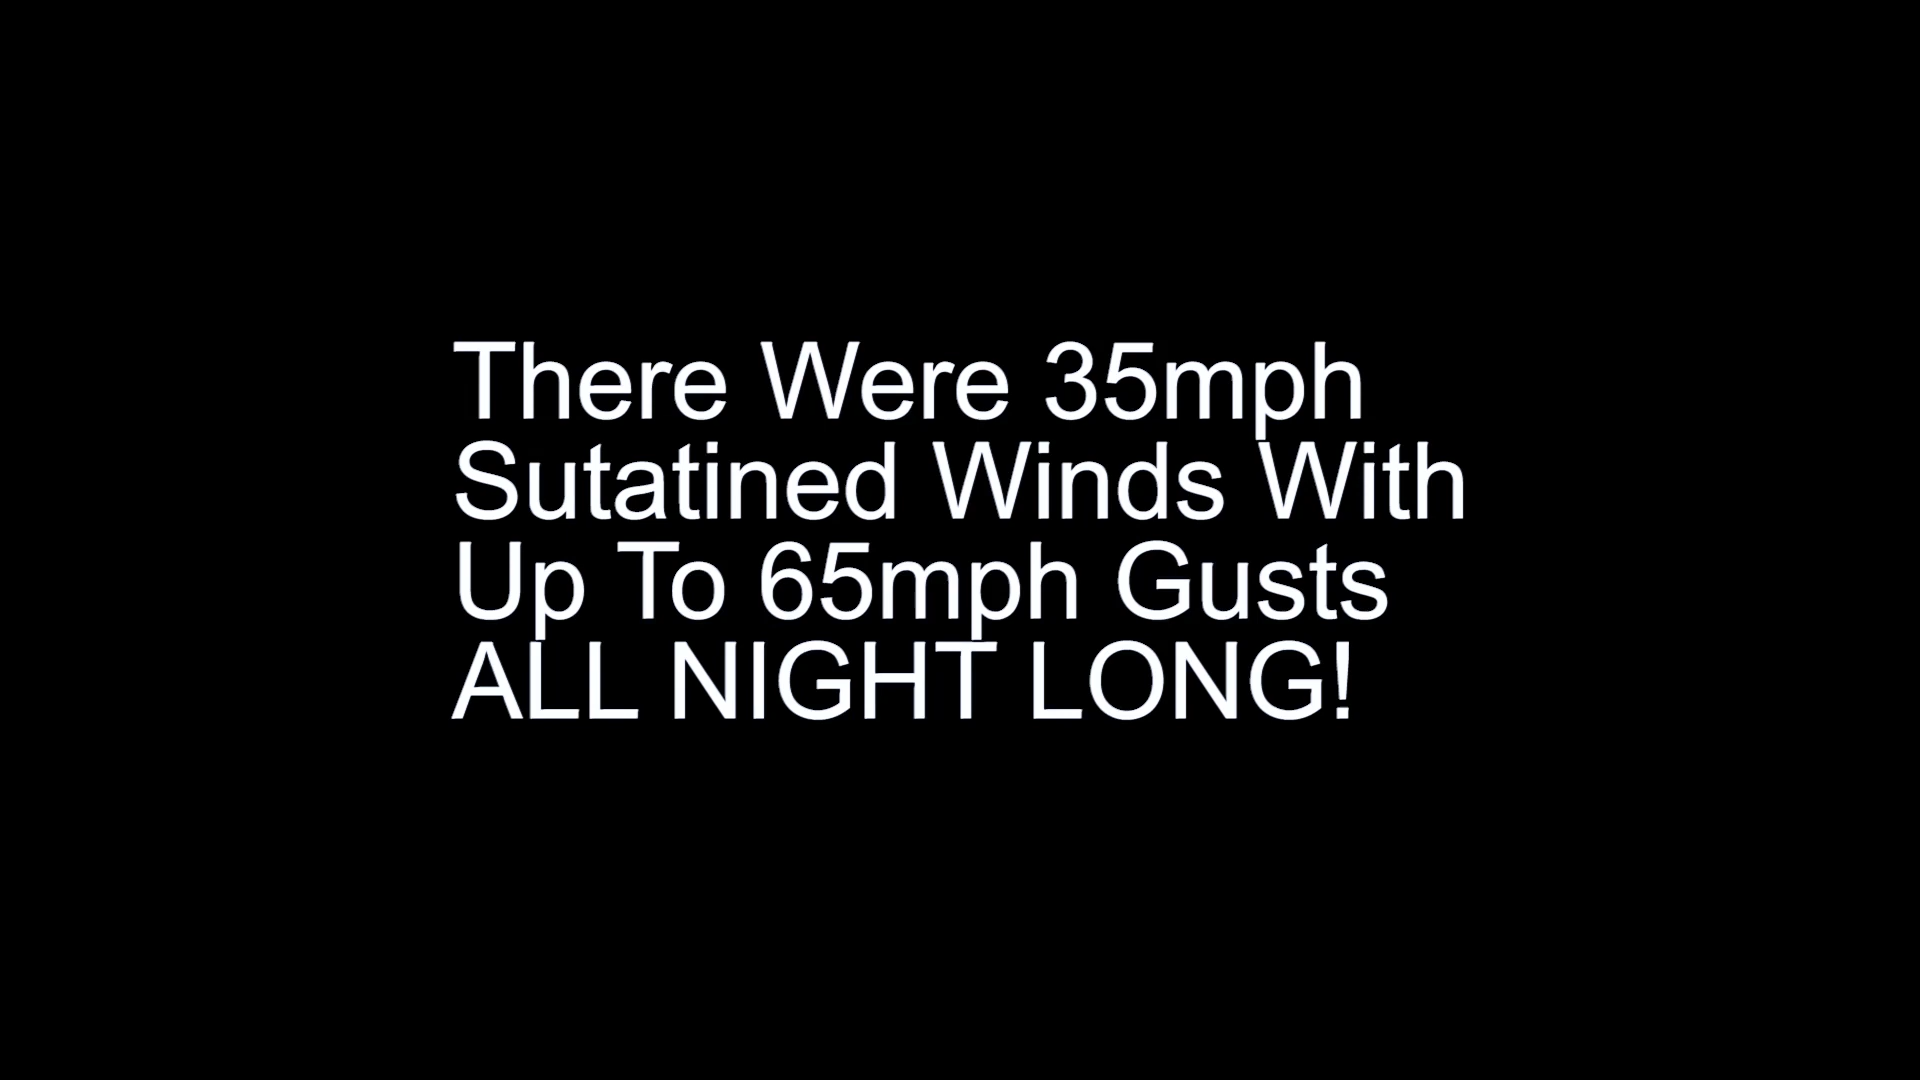 There Were 35mph
Sutatined Winds With
Up To 65mph Gusts
ALL NIGHT LONG!